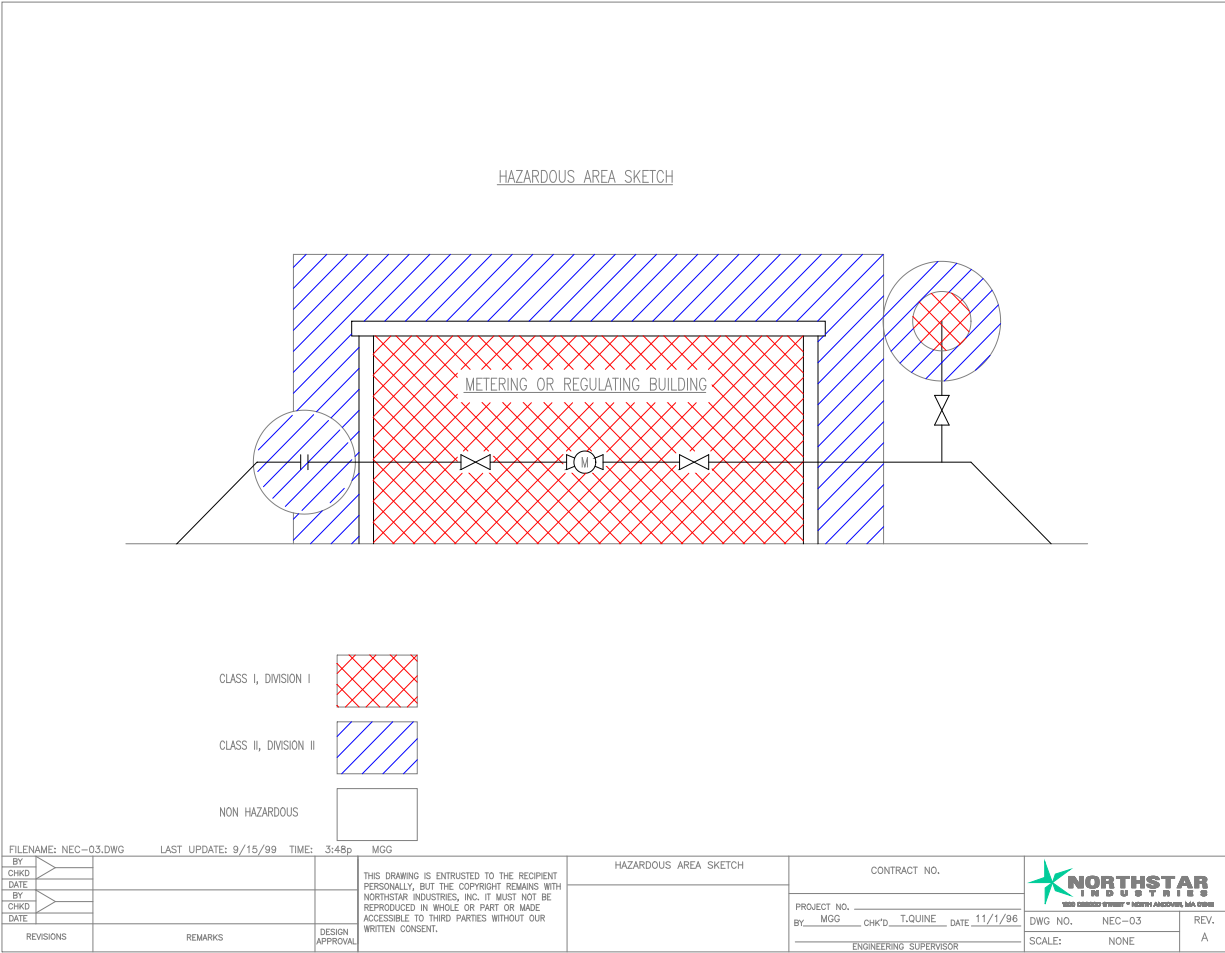 HAZARDOUS AREA SKETCH
METERING OR REGULATING BUILDING
M
CLASS I, DIVISION I
CLASS II, DIVISION II
NON HAZARDOUS
FILENAME: NEC-03.DWG LAST UPDATE: 9/15/99 TIME: 3:48p MGG
BY
CHKD
DATE
BY
CHKD
DATE
REVISIONS
REMARKS
DESIGN
APPROVAL
THIS DRAWING IS ENTRUSTED TO THE RECIPIENT
PERSONALLY, BUT THE COPYRIGHT REMAINS WITH
NORTHSTAR INDUSTRIES, INC. IT MUST NOT BE
REPRODUCED IN WHOLE OR PART OR MADE
ACCESSIBLE TO THIRD PARTIES WITHOUT OUR
WRITTEN CONSENT.
HAZARDOUS AREA SKETCH
CONTRACT NO.
PROJECT NO.
BY MGG CHK'D T.QUINE DATE 11/1/96
ENGINEERING SUPERVISOR
NORTHSTAR
INDUSTRIES
STREET * NORTH ANDOVER, MA
DWG NO. NEC-03
SCALE: NONE
REV.
A